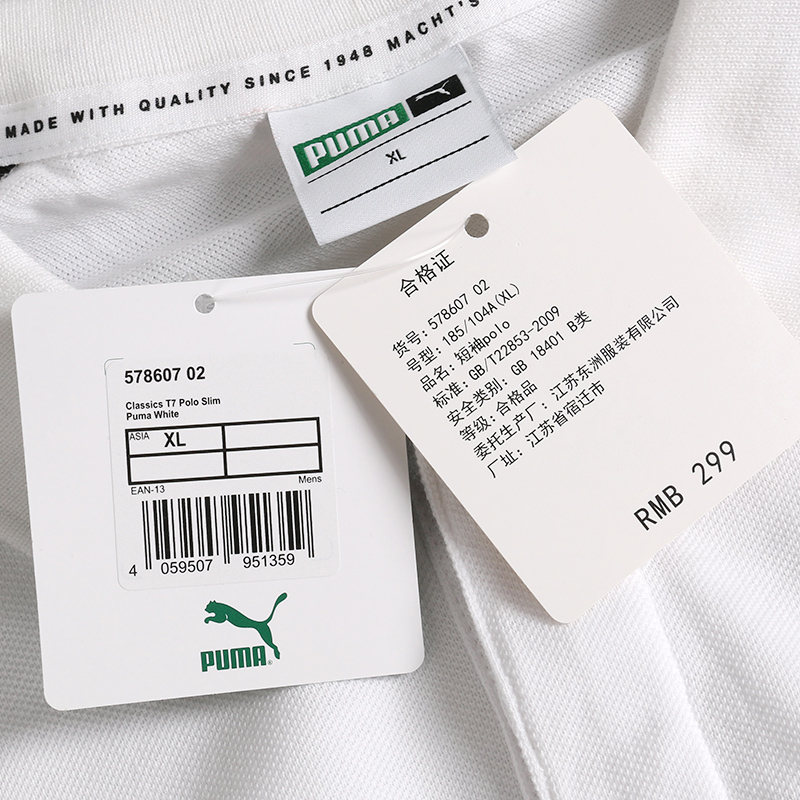 MADE WITH QUALITY SINCE 1948 MACHT'S
PUMA
XL
合格证
货号: 578607 02
号型: 185/104A(XL)
品名: 短袖polo
标准: GB/T22853-2009
安全类别: GB 18401 B类
等级: 合格品
委托生产厂: 江苏东洲服装有限公司
厂址: 江苏省宿迁市
RMB 299
578607 02
Classics T7 Polo Slim
Puma White
ASIA XL
EAN-13 Mens
4 059507 951359
PUMA®